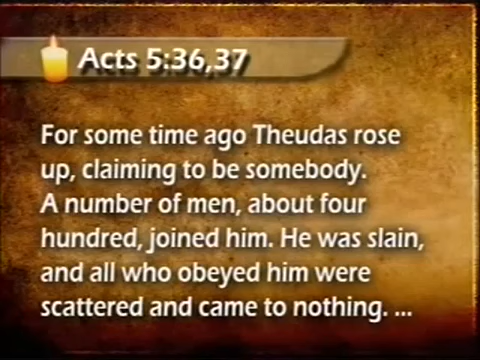 Acts 5:36,37
For some time ago Theudas rose
up, claiming to be somebody.
A number of men, about four
hundred, joined him. He was slain,
and all who obeyed him were
scattered and came to nothing. ...